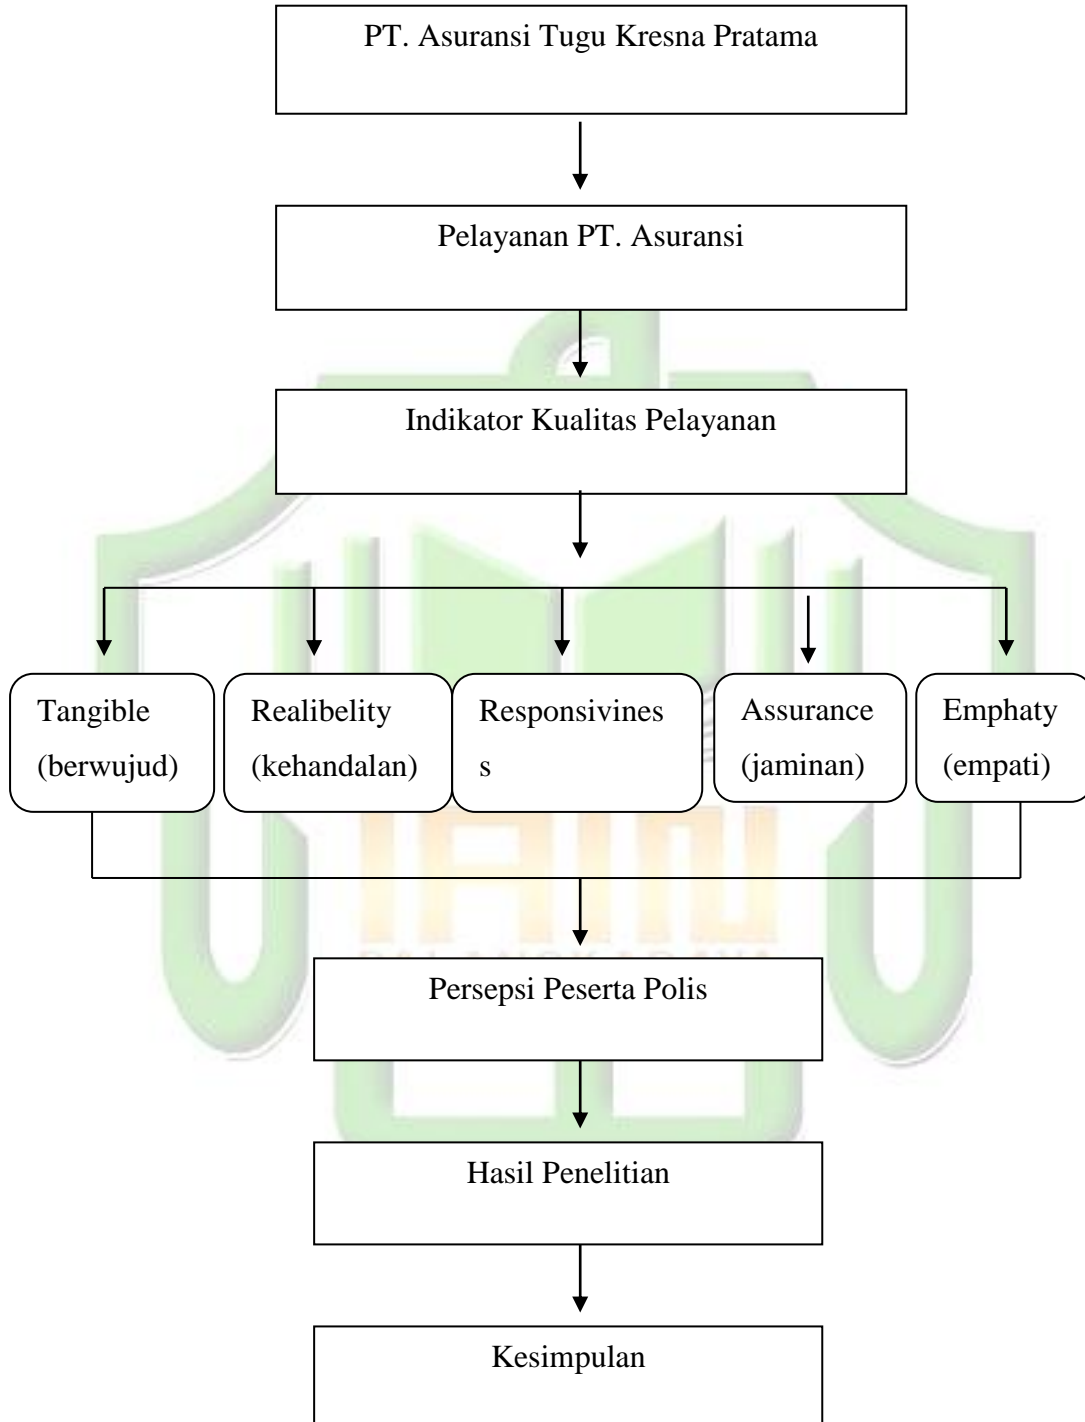 PT. Asuransi Tugu Kresna Pratama
Pelayanan PT. Asuransi
Indikator Kualitas Pelayanan
Tangible
(berwujud)
Realibelity
(kehandalan)
Responsivines
s
Assurance
(jaminan)
Emphaty
(empati)
IAIN
Persepsi Peserta Polis
Hasil Penelitian
Kesimpulan